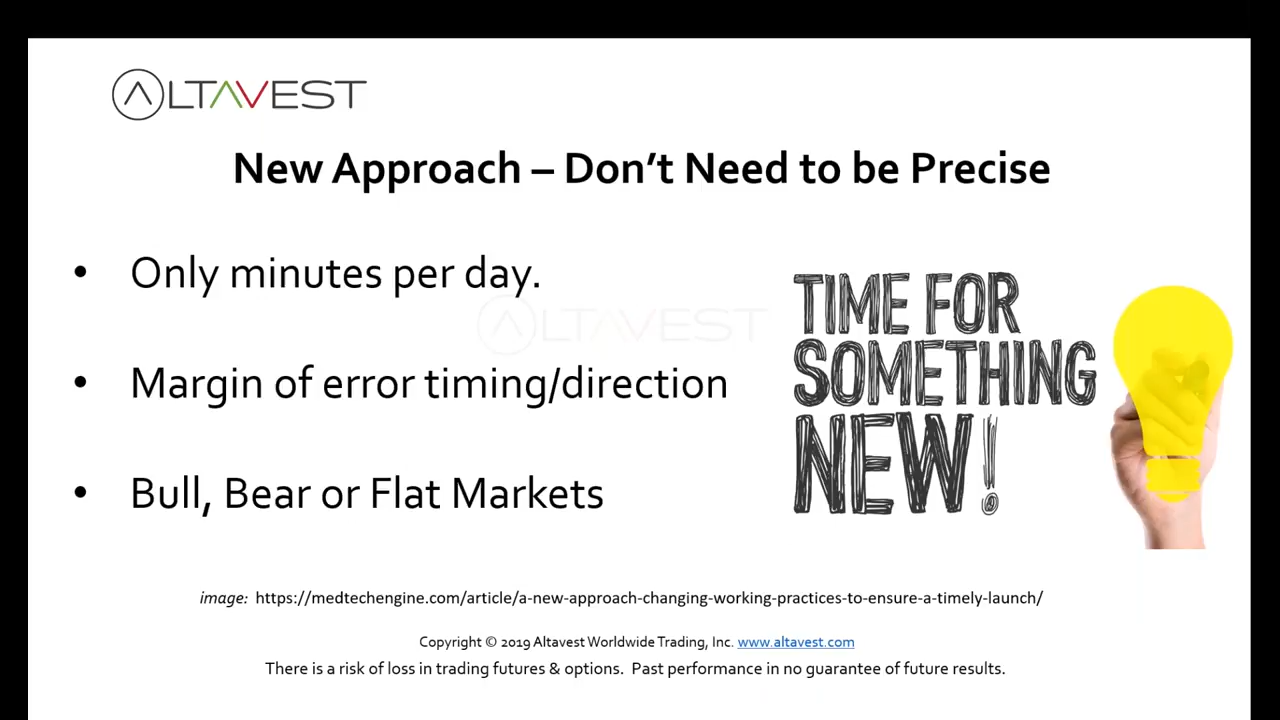 ALTAVEST
New Approach – Don't Need to be Precise
• Only minutes per day.
• Margin of error timing/direction
• Bull, Bear or Flat Markets
TIME FOR
SOMETHING
NEW!
ALTAVEST
image: https://medtechengine.com/article/a-new-approach-changing-working-practices-to-ensure-a-timely-launch/
Copyright © 2019 Altavest Worldwide Trading, Inc. www.altavest.com
There is a risk of loss in trading futures & options. Past performance in no guarantee of future results.